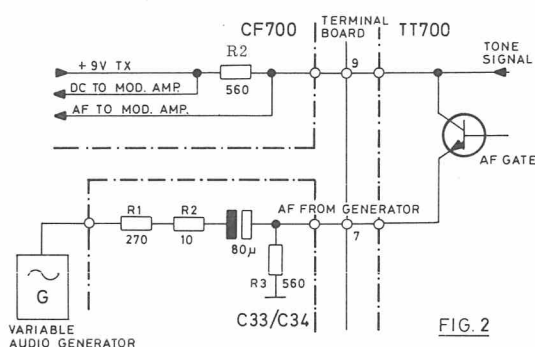 CF700
TERMINAL
BOARD
TT700
R2
9
+9V TX
560
TONE
SIGNAL
DC TO MOD. AMP.
AF TO MOD. AMP.
AF GATE
R1
R2
AF FROM GENERATOR
270
10
80μ
7
R3
560
G
C33/C34
FIG. 2
VARIABLE
AUDIO GENERATOR